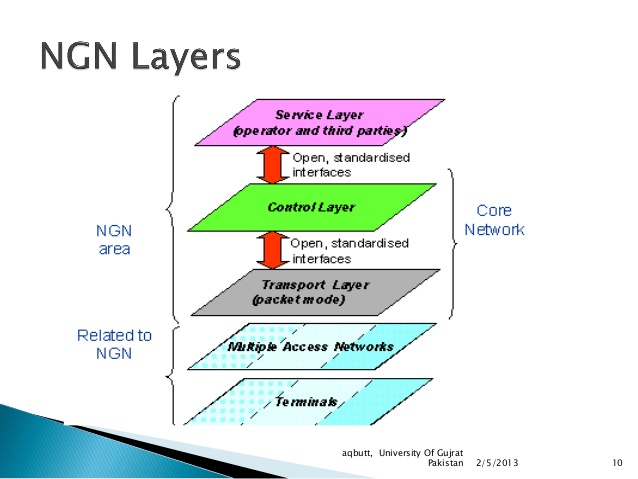 NGN Layers
Service Layer
(operator and third parties)
Open, standardised
interfaces
Control Layer
Core
Network
NGN
area
Open, standardised
interfaces
Transport Layer
(packet mode)
Related to
NGN
Multiple Access Networks
Terminals
aqbutt, University Of Gujrat
Pakistan
2/5/2013
10